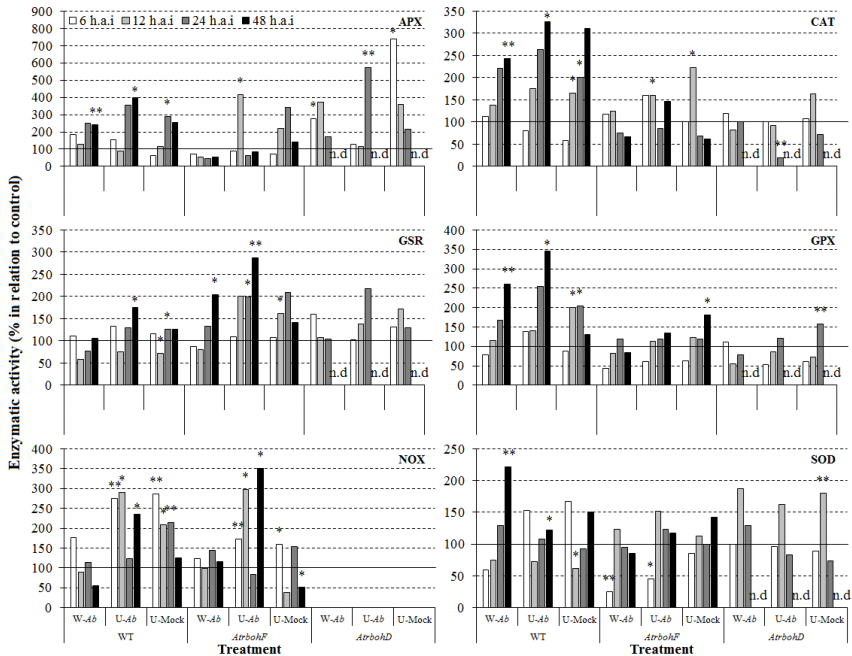 Enzymatic activity (% in relation to control)
6 h.a.i 12 h.a.i 24 h.a.i 48 h.a.i
APX
900
800
700
600
500
400
300
200
100
0
** * * * * ** *
n.d n.d n.d
CAT
350
300
250
200
150
100
50
0
** * * * * * **
n.d n.d n.d
GSR
350
300
250
200
150
100
50
0
* * * * * * ** *
n.d n.d n.d
GPX
400
350
300
250
200
150
100
50
0
** * * * * **
n.d n.d n.d
NOX
400
350
300
250
200
150
100
50
0
** * * ** * ** ** * * * *
W-Ab U-Ab U-Mock W-Ab U-Ab U-Mock W-Ab U-Ab U-Mock
WT AtrbohF AtrbohD
Treatment
SOD
250
200
150
100
50
0
** * * ** * **
n.d n.d n.d
W-Ab U-Ab U-Mock W-Ab U-Ab U-Mock W-Ab U-Ab U-Mock
WT AtrbohF AtrbohD
Treatment